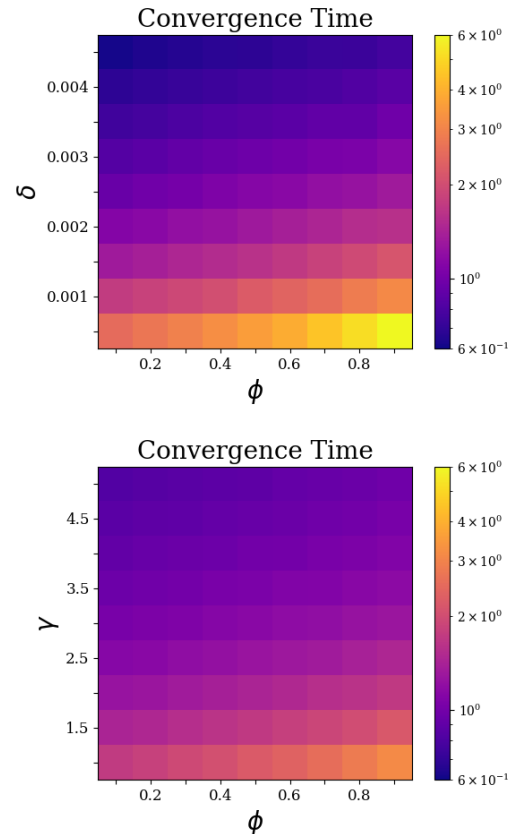 Convergence Time
6 × 10⁰
4 × 10⁰
3 × 10⁰
2 × 10⁰
10⁰
6 × 10⁻¹
δ
0.004
0.003
0.002
0.001
0.2 0.4 0.6 0.8
ϕ
Convergence Time
6 × 10⁰
4 × 10⁰
3 × 10⁰
2 × 10⁰
10⁰
6 × 10⁻¹
γ
4.5
3.5
2.5
1.5
0.2 0.4 0.6 0.8
ϕ